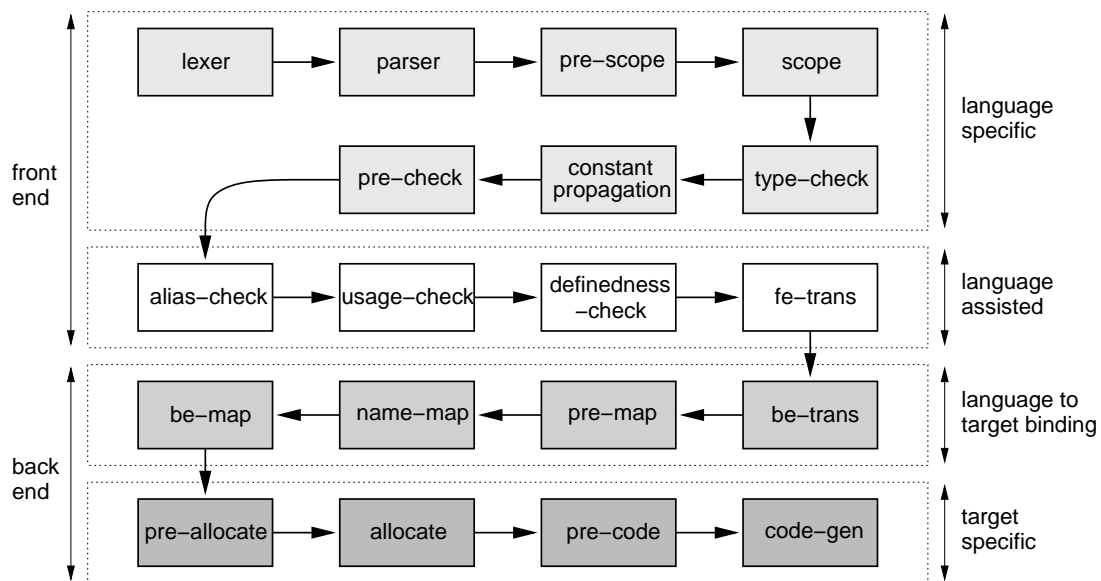 lexer
parser
pre−scope
scope
language
specific
front
end
pre−check
constant
propagation
type−check
alias−check
usage−check
definedness
−check
fe−trans
language
assisted
be−map
name−map
pre−map
be−trans
language to
target binding
back
end
pre−allocate
allocate
pre−code
code−gen
target
specific